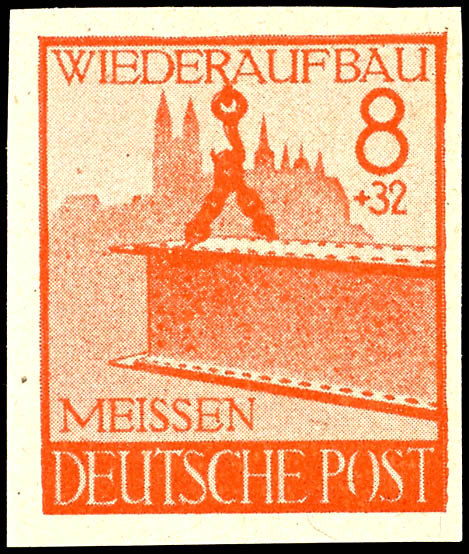 WIEDERAUFBAU
8
+32
MEISSEN
DEUTSCHE POST